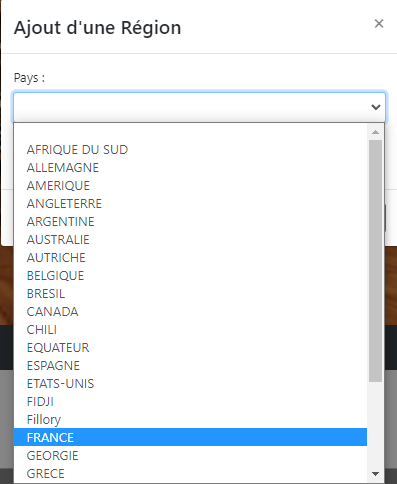 Ajout d'une Région
×
Pays :
AFRIQUE DU SUD
ALLEMAGNE
AMERIQUE
ANGLETERRE
ARGENTINE
AUSTRALIE
AUTRICHE
BELGIQUE
BRESIL
CANADA
CHILI
EQUATEUR
ESPAGNE
ETATS-UNIS
FIDJI
Fillory
FRANCE
GEORGIE
GRECE